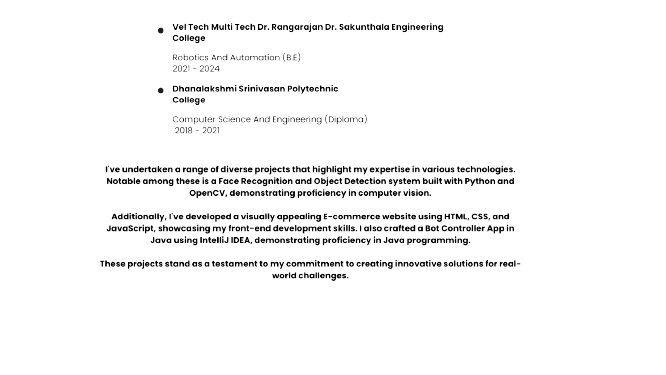 Vel Tech Multi Tech Dr. Rangarajan Dr. Sakunthala Engineering
College
Robotics And Automation (B.E)
2021 - 2024
Dhanalakshmi Srinivasan Polytechnic
College
Computer Science And Engineering (Diploma)
2018 - 2021
I've undertaken a range of diverse projects that highlight my expertise in various technologies.
Notable among these is a Face Recognition and Object Detection system built with Python and
OpenCV, demonstrating proficiency in computer vision.
Additionally, I've developed a visually appealing E-commerce website using HTML, CSS, and
JavaScript, showcasing my front-end development skills. I also crafted a Bot Controller App in
Java using IntelliJ IDEA, demonstrating proficiency in Java programming.
These projects stand as a testament to my commitment to creating innovative solutions for real-
world challenges.